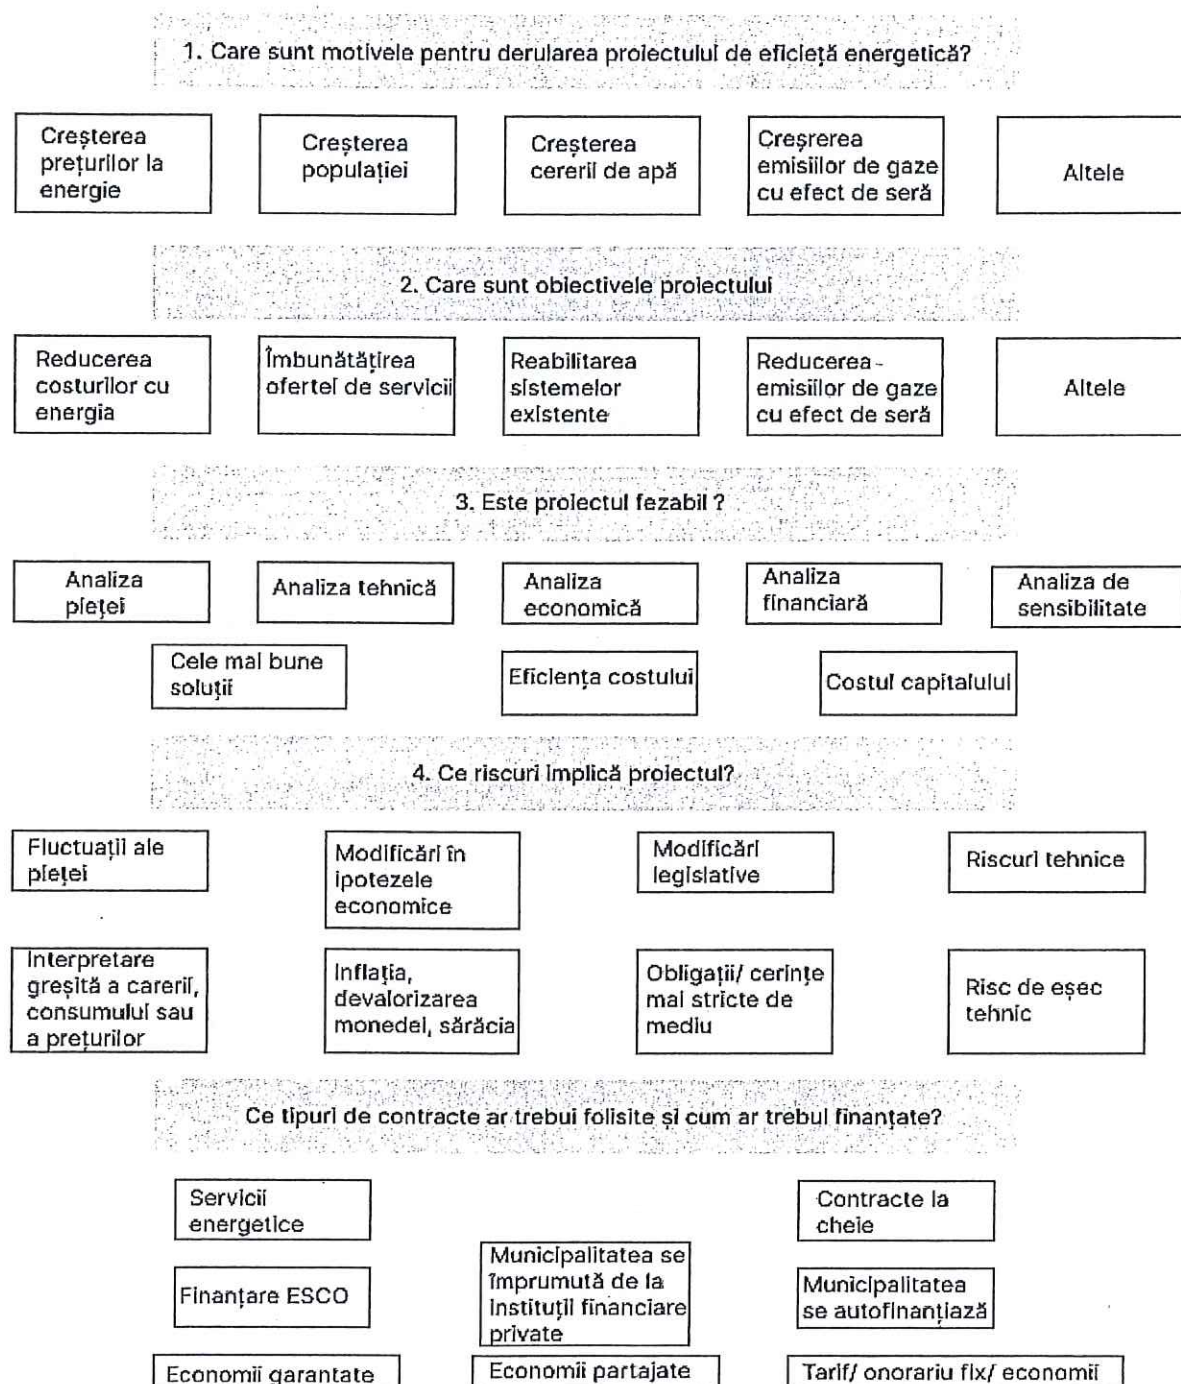 1. Care sunt motivele pentru derularea proiectului de eficieță energetică?
Creșterea
prețurilor la
energie
Creșterea
populației
Creșterea
cererii de apă
Creșrerea
emisiilor de gaze
cu efect de seră
Altele
2. Care sunt obiectivele proiectului
Reducerea
costurilor cu
energia
Îmbunătățirea
ofertei de servicii
Reabilitarea
sistemelor
existente
Reducerea
emisiilor de gaze
cu efect de seră
Altele
3. Este proiectul fezabil ?
Analiza
pieței
Analiza tehnică
Analiza
economică
Analiza
financiară
Analiza de
sensibilitate
Cele mai bune
soluții
Eficiența costului
Costul capitalului
4. Ce riscuri implică proiectul?
Fluctuații ale
pieței
Modificări în
ipotezele
economice
Modificări
legislative
Riscuri tehnice
Interpretare
greșită a carerii,
consumului sau
a prețurilor
Inflația,
devalorizarea
monedei, sărăcia
Obligații/ cerințe
mai stricte de
mediu
Risc de eșec
tehnic
Ce tipuri de contracte ar trebui folisite și cum ar trebui finanțate?
Servicii
energetice
Contracte la
cheie
Finanțare ESCO
Municipalitatea se
împrumută de la
instituții financiare
private
Municipalitatea
se autofinanțiază
Economii garantate
Economii partajate
Tarif/ onorariu fix/ economii